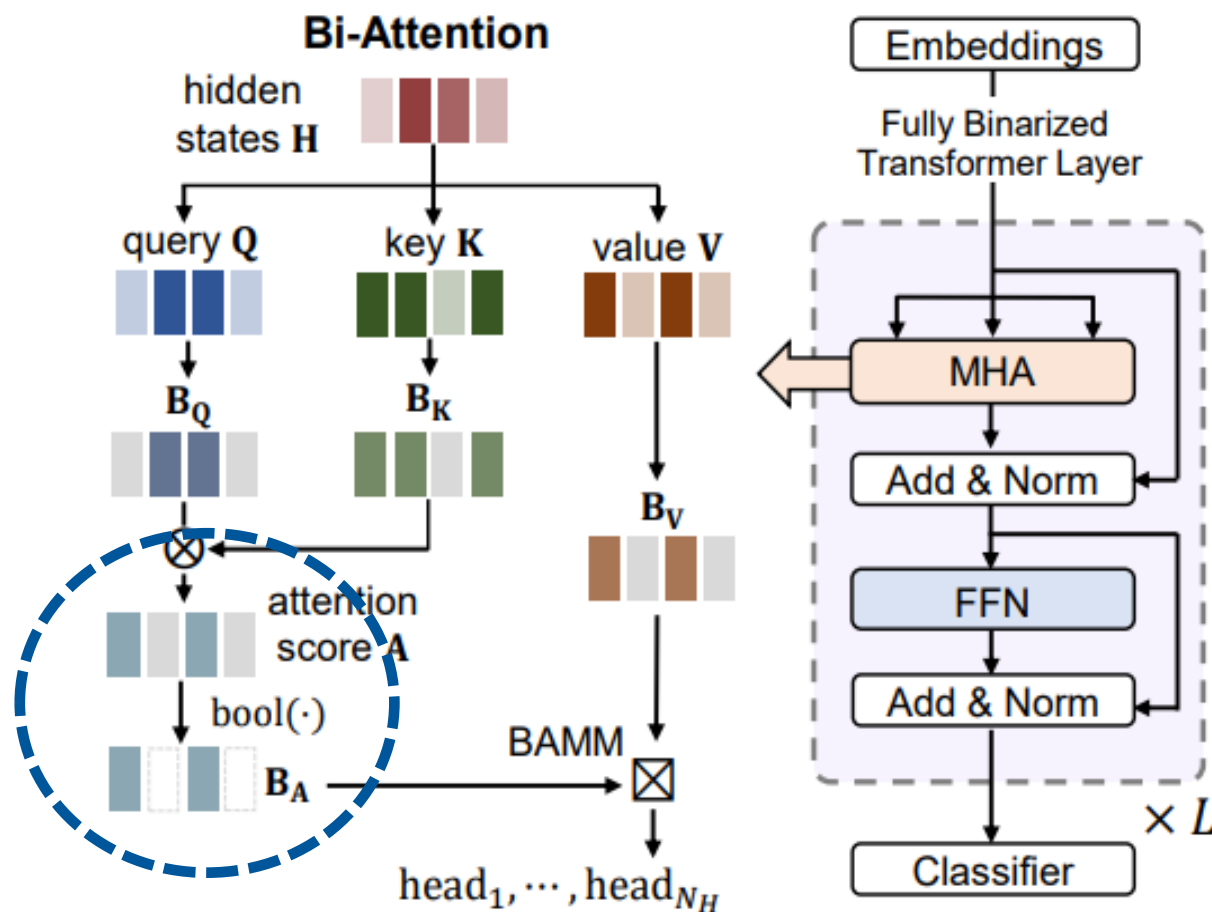 Bi-Attention
hidden
states H
query Q
key K
value V
B_Q
B_K
B_V
attention
score A
bool(·)
B_A
BAMM
head_1, ⋯, head_{N_H}
Embeddings
Fully Binarized
Transformer Layer
MHA
Add & Norm
FFN
Add & Norm
× L
Classifier